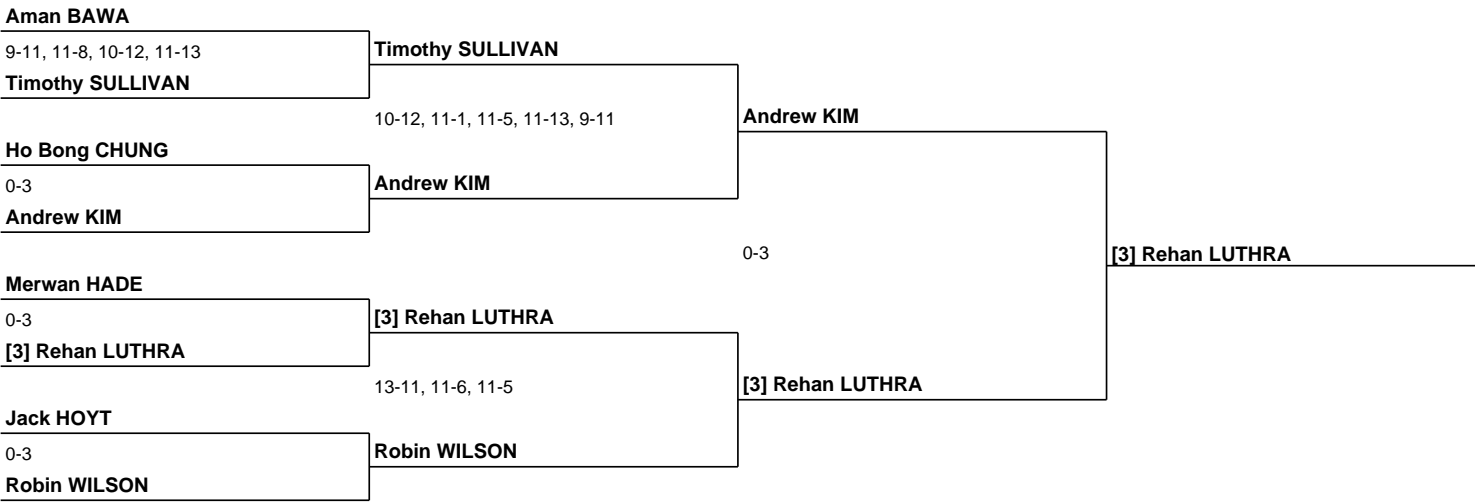 Aman BAWA
9-11, 11-8, 10-12, 11-13
Timothy SULLIVAN
Timothy SULLIVAN
10-12, 11-1, 11-5, 11-13, 9-11
Andrew KIM
Ho Bong CHUNG
0-3
Andrew KIM
Andrew KIM
0-3
[3] Rehan LUTHRA
Merwan HADE
0-3
[3] Rehan LUTHRA
[3] Rehan LUTHRA
13-11, 11-6, 11-5
[3] Rehan LUTHRA
Jack HOYT
0-3
Robin WILSON
Robin WILSON